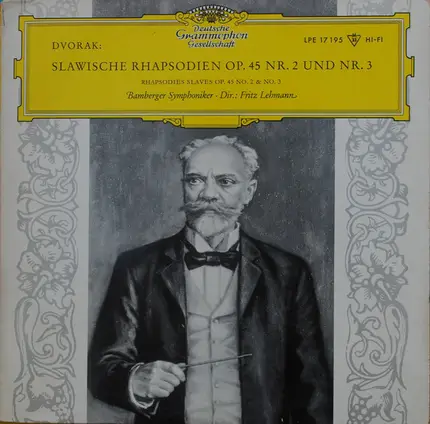 Deutsche
Grammophon
Gesellschaft
DVORAK:
LPE 17 195 HI-FI
SLAWISCHE RHAPSODIEN OP. 45 NR. 2 UND NR. 3
RHAPSODIES SLAVES OP. 45 NO. 2 & NO. 3
Bamberger Symphoniker · Dir.: Fritz Lehmann